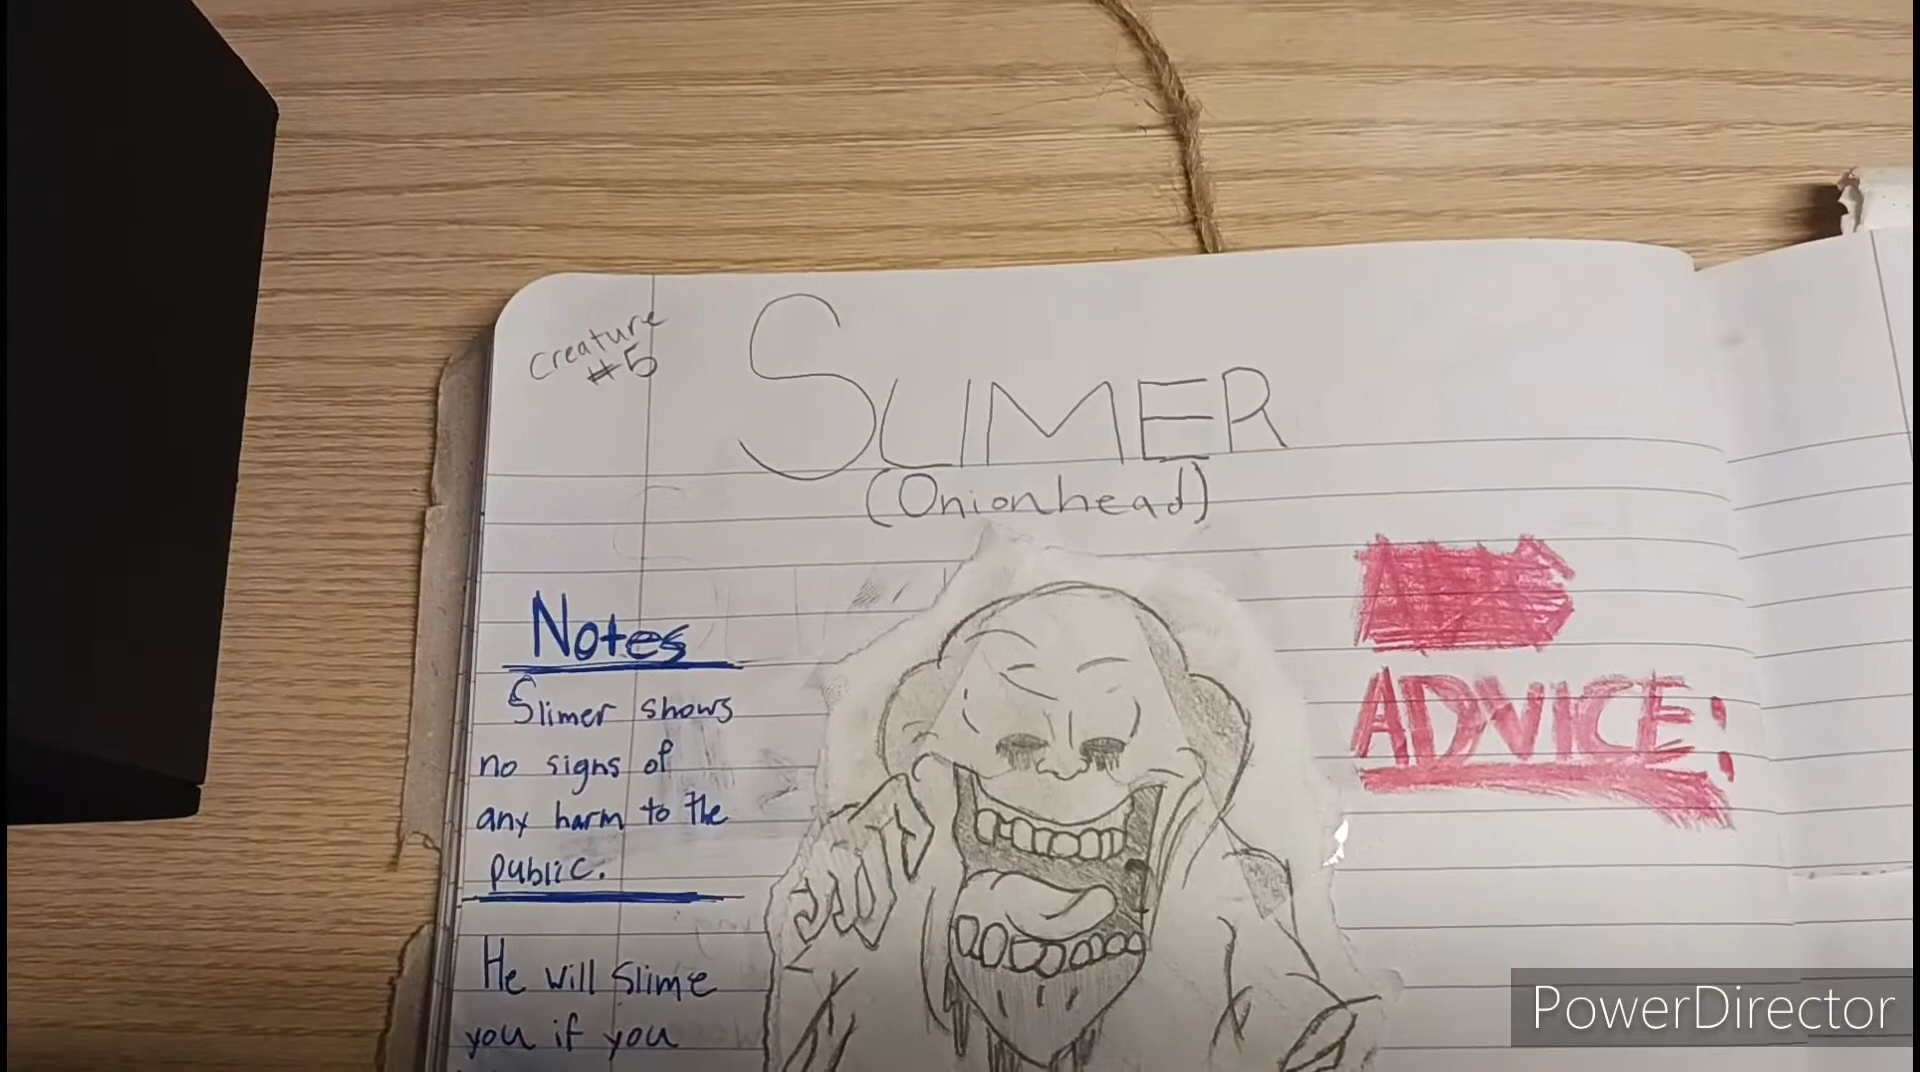 Creature
#5
SLIMER
(Onionhead)
Notes
Slimer shows
no signs of
any harm to the
public.
He will slime
you if you
ADVICE:
PowerDirector